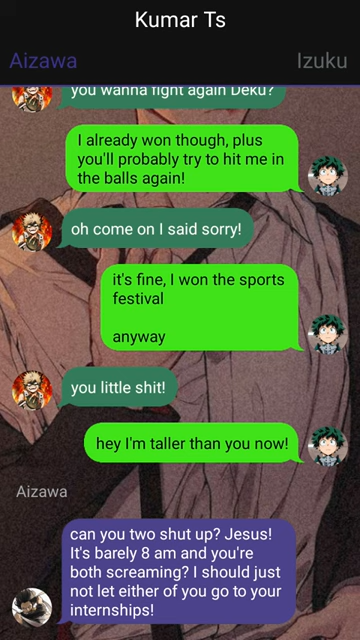 Kumar Ts
Aizawa
Izuku
you wanna fight again Deku?
I already won though, plus
you'll probably try to hit me in
the balls again!
oh come on I said sorry!
it's fine, I won the sports
festival
anyway
you little shit!
hey I'm taller than you now!
Aizawa
can you two shut up? Jesus!
It's barely 8 am and you're
both screaming? I should just
not let either of you go to your
internships!